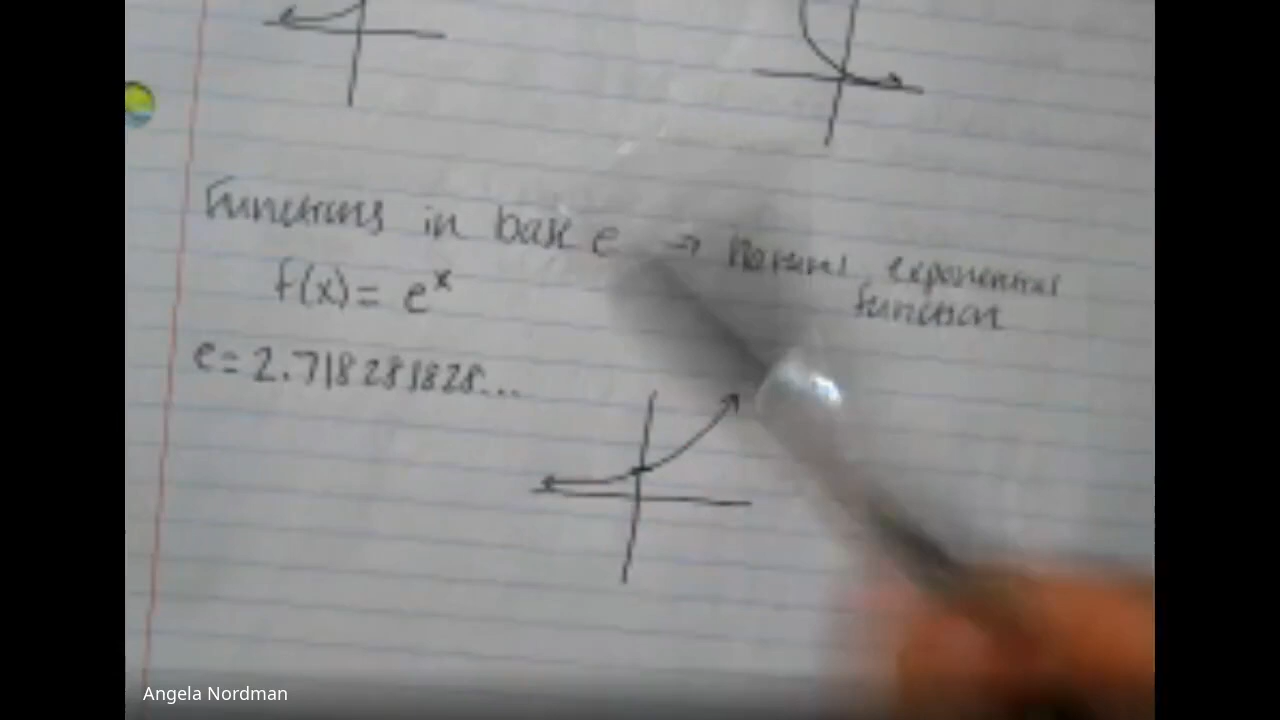 Functions in base e → Natural exponential
function
f(x) = e^x
e = 2.718281828...
Angela Nordman